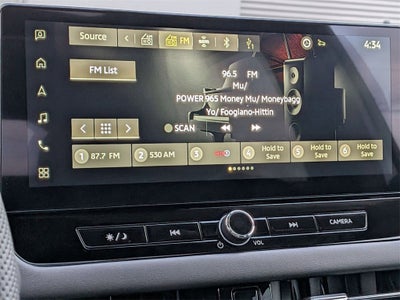 Source
FM
4:34
FM List
96.5 FM
Mu/
POWER 965 Money Mu/ Moneybagg
Yo/ Foogiano-Hittin
SCAN
1 87.7 FM
2 530 AM
3
4 Hold to Save
5 Hold to Save
6 Hold to Save
VOL
CAMERA